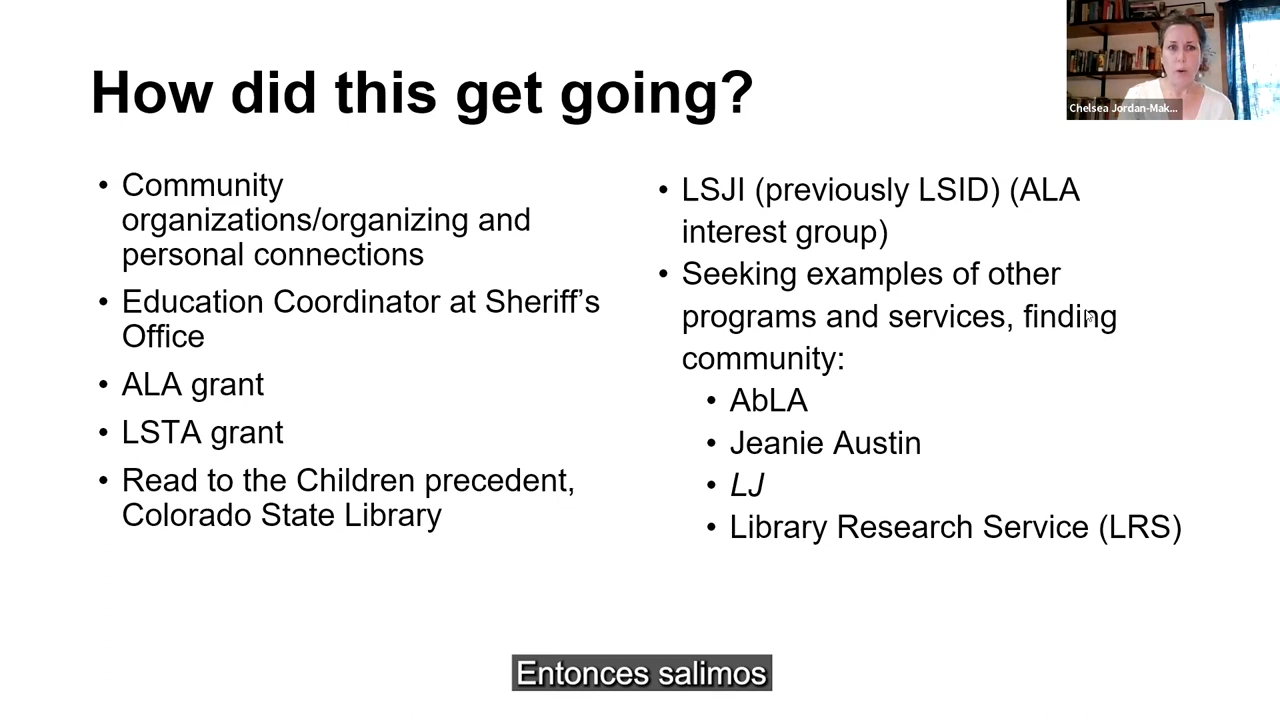 How did this get going?
Chelsea Jordan-Mak...
• Community
organizations/organizing and
personal connections
• Education Coordinator at Sheriff’s
Office
• ALA grant
• LSTA grant
• Read to the Children precedent,
Colorado State Library
• LSJI (previously LSID) (ALA
interest group)
• Seeking examples of other
programs and services, finding
community:
• AbLA
• Jeanie Austin
• LJ
• Library Research Service (LRS)
Entonces salimos